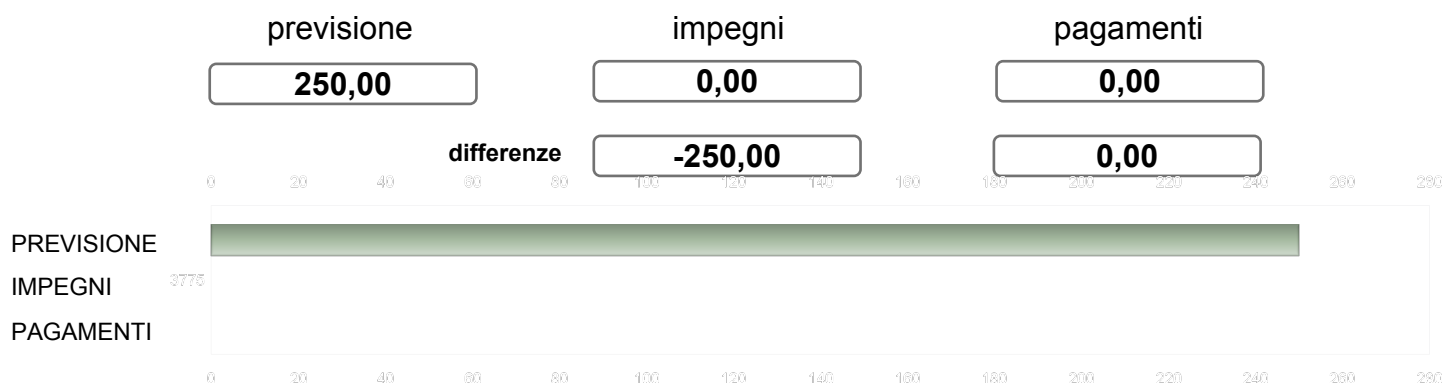 previsione impegni pagamenti
250,00 0,00 0,00
differenze -250,00 0,00
0 20 40 60 80 100 120 140 160 180 200 220 240 260 280
PREVISIONE
3775
IMPEGNI
PAGAMENTI
0 20 40 60 80 100 120 140 160 180 200 220 240 260 280